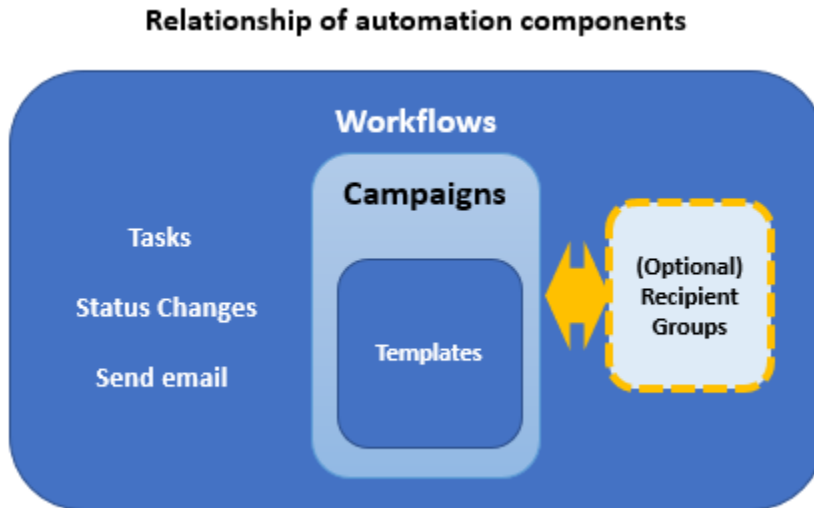 Relationship of automation components
Workflows
Campaigns
Tasks
Status Changes
Send email
Templates
(Optional)
Recipient
Groups